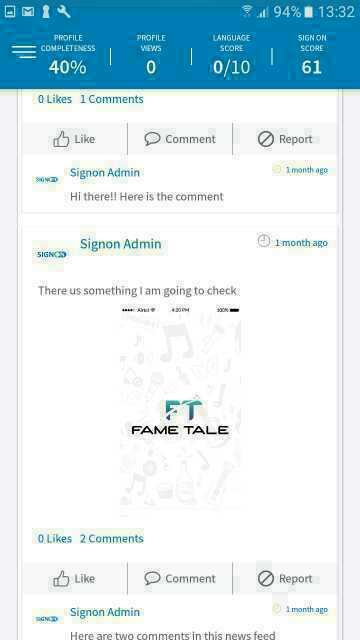 94% 13:32
PROFILE COMPLETENESS
40%
PROFILE VIEWS
0
LANGUAGE SCORE
0/10
SIGN ON SCORE
61
0 Likes 1 Comments
Like Comment Report
SIGNON
Signon Admin
1 month ago
Hi there!! Here is the comment
SIGNON
Signon Admin
1 month ago
There us something I am going to check
Airtel 4:20 PM 100%
FT
FAME TALE
0 Likes 2 Comments
Like Comment Report
SIGNON
Signon Admin
1 month ago
Here are two comments in this news feed